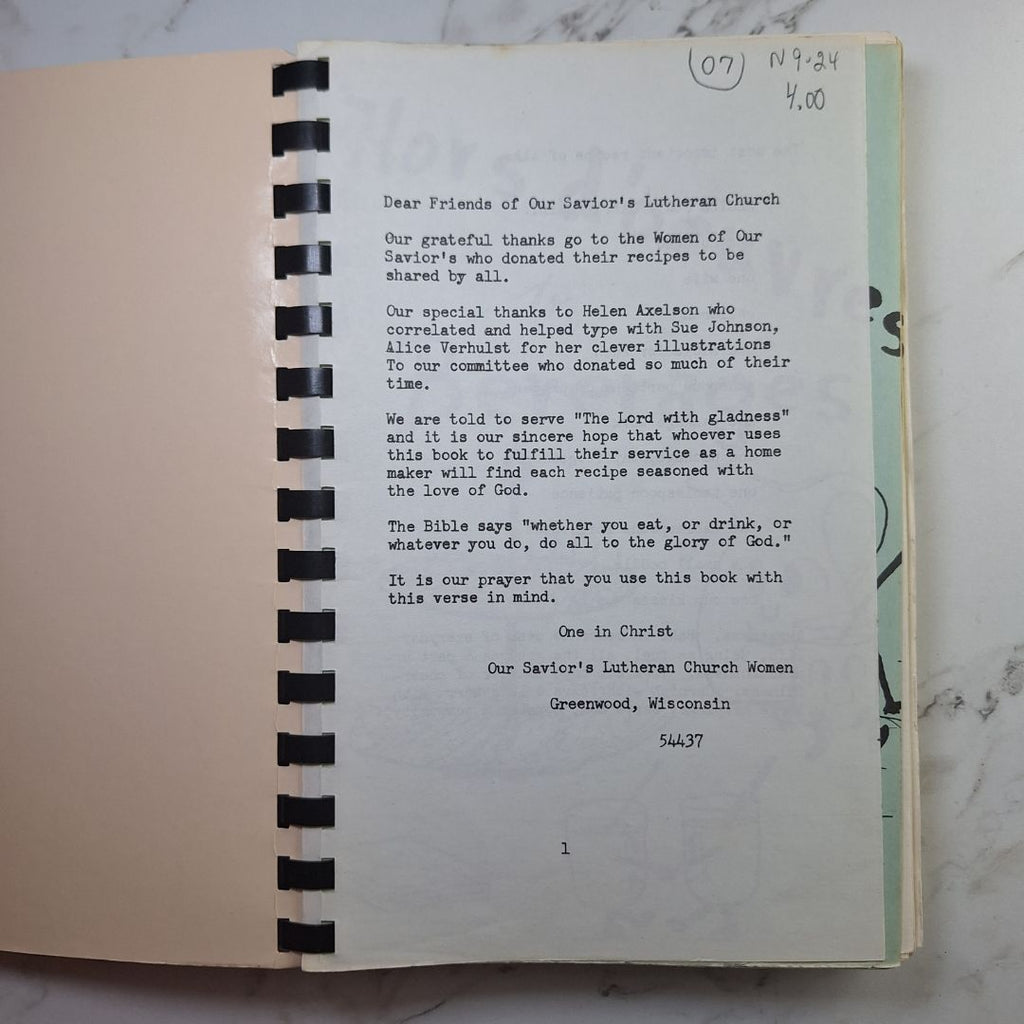 (07) N 9-24
4.00
Dear Friends of Our Savior's Lutheran Church
Our grateful thanks go to the Women of Our
Savior's who donated their recipes to be
shared by all.
Our special thanks to Helen Axelson who
correlated and helped type with Sue Johnson,
Alice Verhulst for her clever illustrations
To our committee who donated so much of their
time.
We are told to serve "The Lord with gladness"
and it is our sincere hope that whoever uses
this book to fulfill their service as a home
maker will find each recipe seasoned with
the love of God.
The Bible says "whether you eat, or drink, or
whatever you do, do all to the glory of God."
It is our prayer that you use this book with
this verse in mind.
One in Christ
Our Savior's Lutheran Church Women
Greenwood, Wisconsin
54437
1